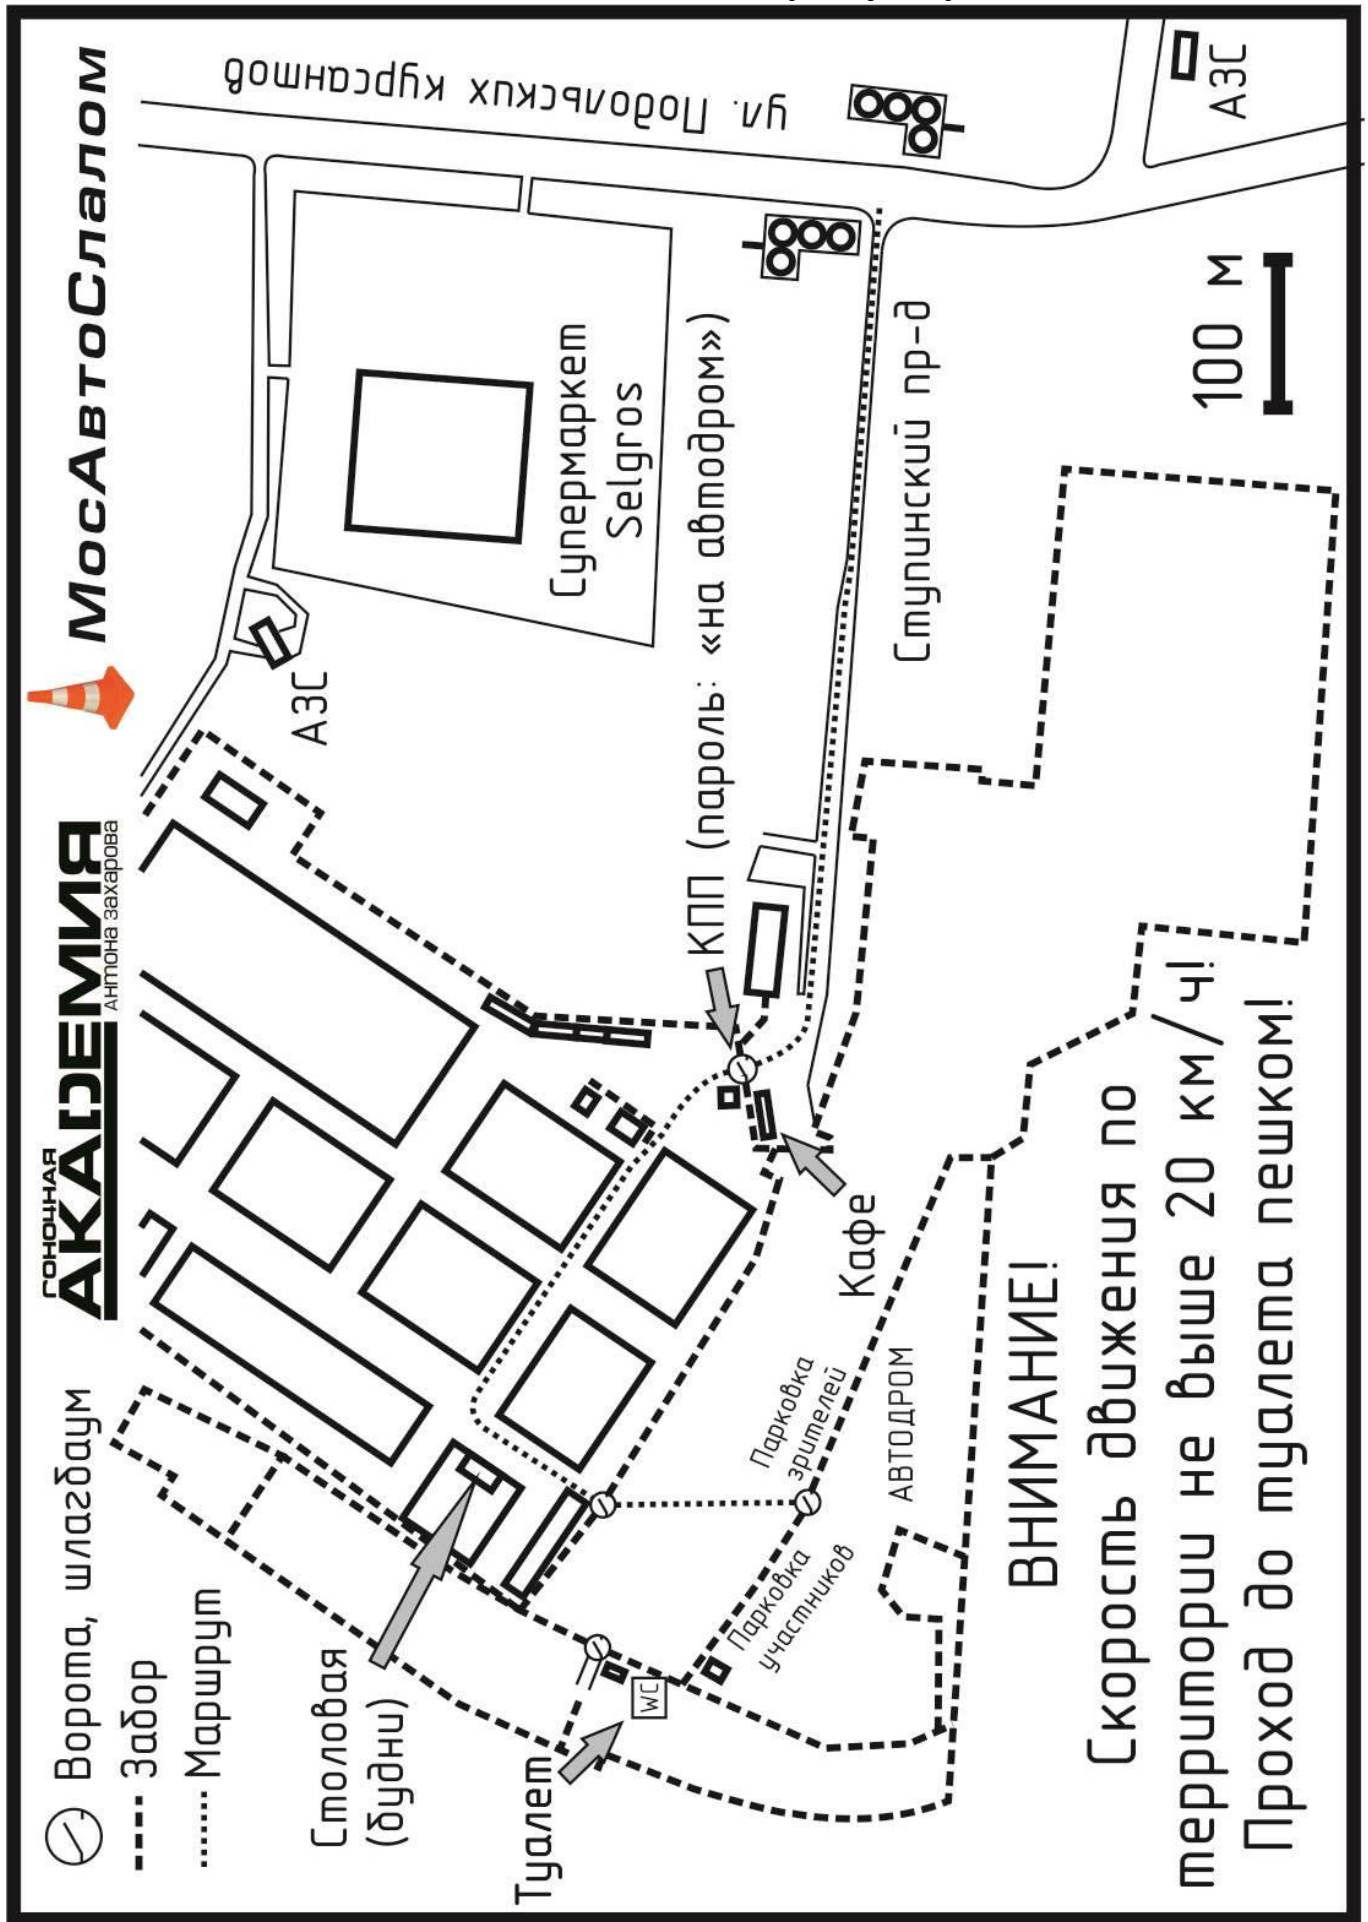 ГОНОЧНАЯ
АКАDЕМИЯ
Антона захарова
МосАвтоСлалом
Ворота, шлагбаум
Забор
Маршрут
ул. Подольских курсантов
АЗС
АЗС
Супермаркет
Selgros
КПП (пароль: «на автодром»)
Ступинский пр-д
100 м
Столовая
(будни)
Туалет
WC
Кафе
Парковка
зрителей
Парковка
участников
АВТОДРОМ
ВНИМАНИЕ!
Скорость движения по
территории не выше 20 км/ч!
Проход до туалета пешком!